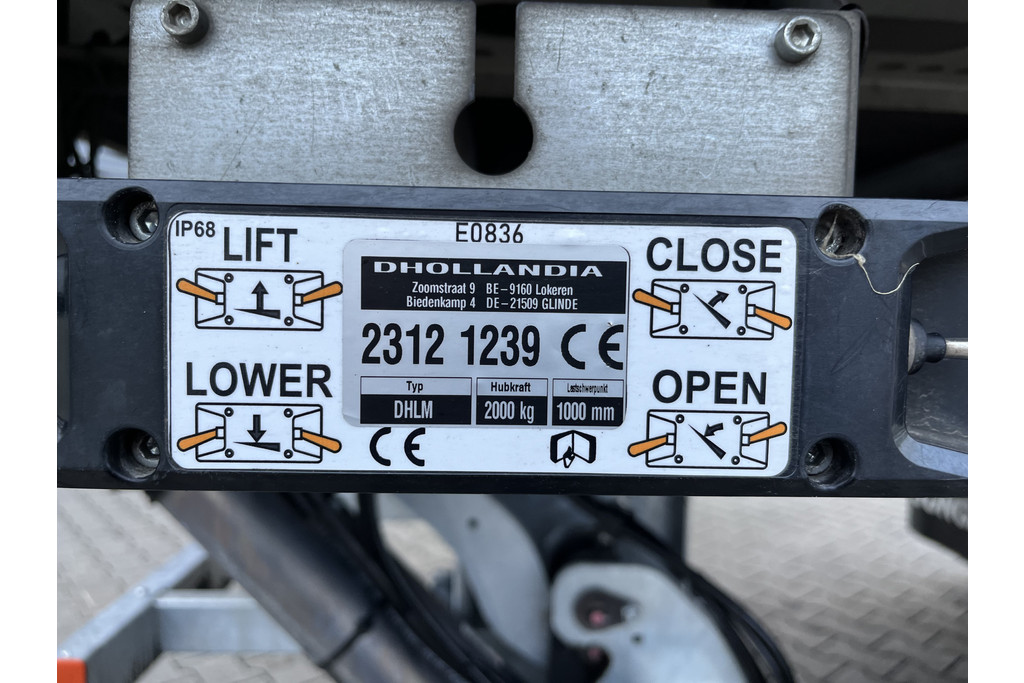 IP68
E0836
LIFT
LOWER
DHOLLANDIA
Zoomstraat 9 BE-9160 Lokeren
Biedenkamp 4 DE-21509 GLINDE
2312 1239 CE
Typ Hubkraft Lastschwerpunkt
DHLM 2000 kg 1000 mm
CE
CLOSE
OPEN